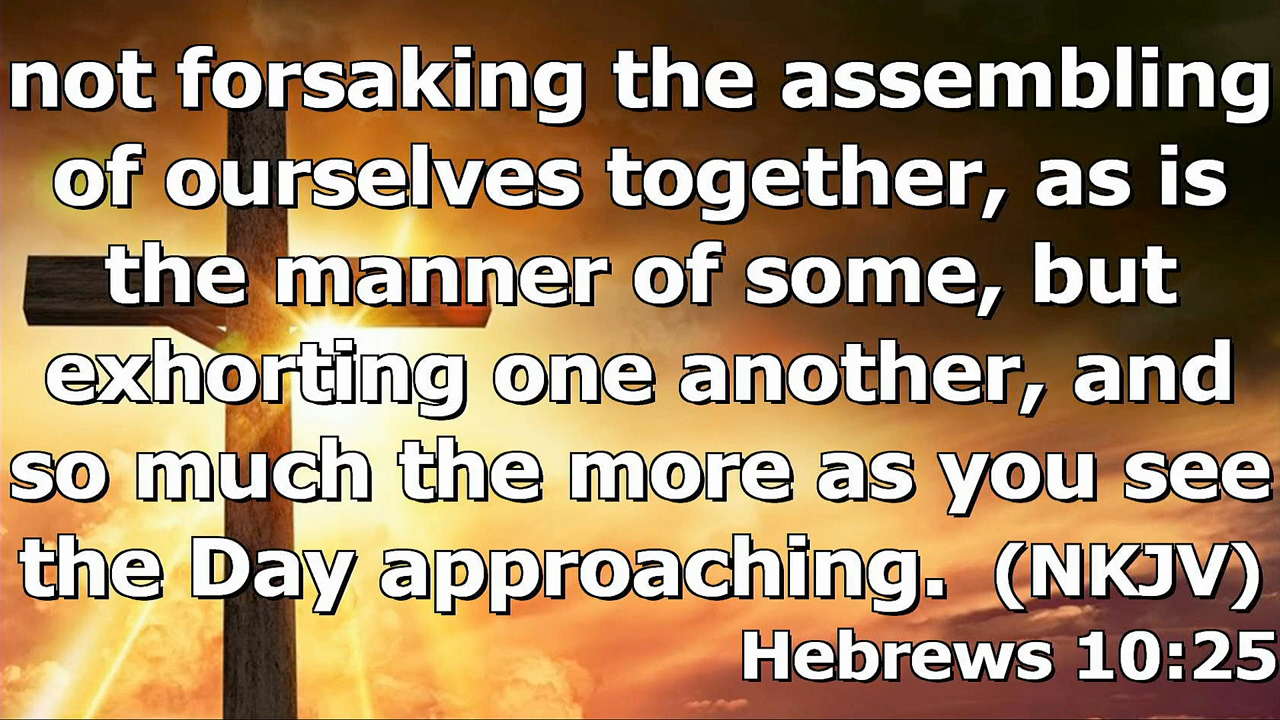 not forsaking the assembling
of ourselves together, as is
the manner of some, but
exhorting one another, and
so much the more as you see
the Day approaching. (NKJV)
Hebrews 10:25